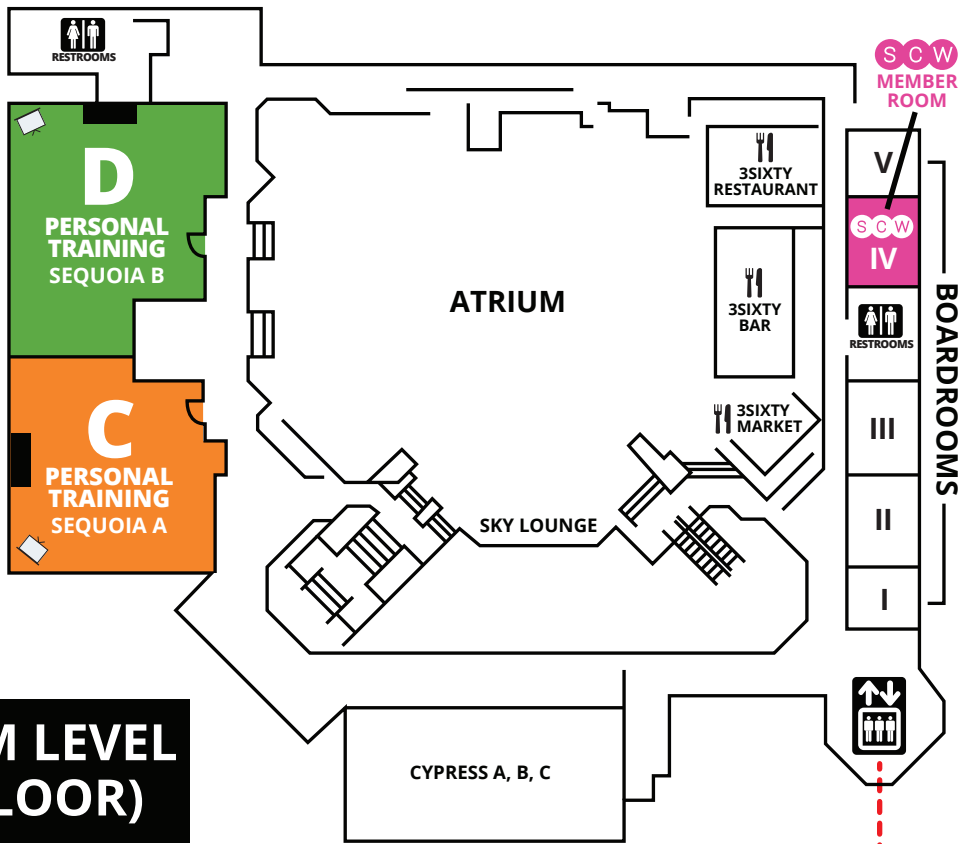 RESTROOMS
S C W
MEMBER
ROOM
D
PERSONAL
TRAINING
SEQUOIA B
3SIXTY
RESTAURANT
V
S C W
IV
ATRIUM
3SIXTY
BAR
RESTROOMS
BOARDROOMS
C
PERSONAL
TRAINING
SEQUOIA A
3SIXTY
MARKET
III
SKY LOUNGE
II
I
M LEVEL
LOOR)
CYPRESS A, B, C